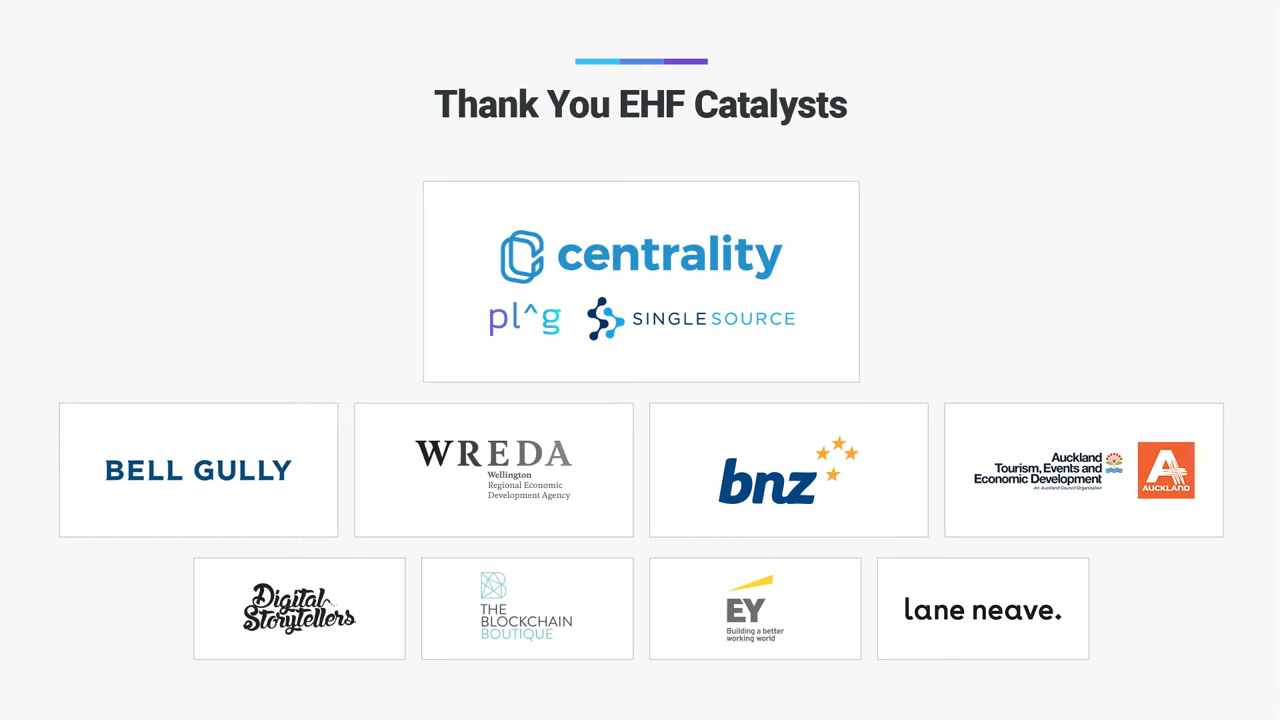 Thank You EHF Catalysts
centrality
pl^g
SINGLESOURCE
BELL GULLY
WREDA
Wellington
Regional Economic
Development Agency
bnz
Auckland
Tourism, Events and
Economic Development
An Auckland Council Organisation
AUCKLAND
Digital
Storytellers
THE
BLOCKCHAIN
BOUTIQUE
EY
Building a better
working world
lane neave.